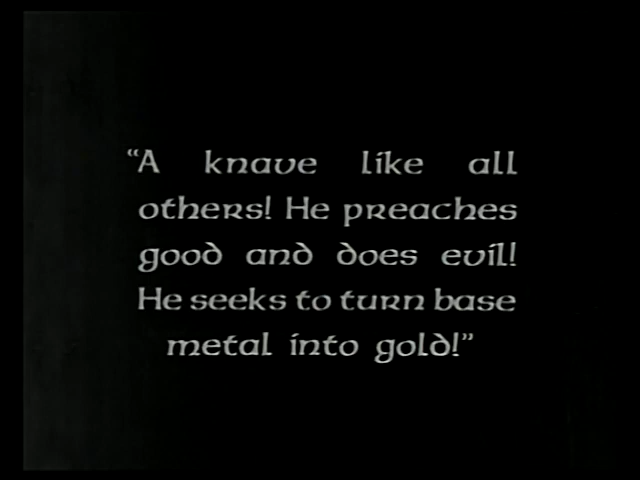 “A knave like all
others! He preaches
good and does evil!
He seeks to turn base
metal into gold!”